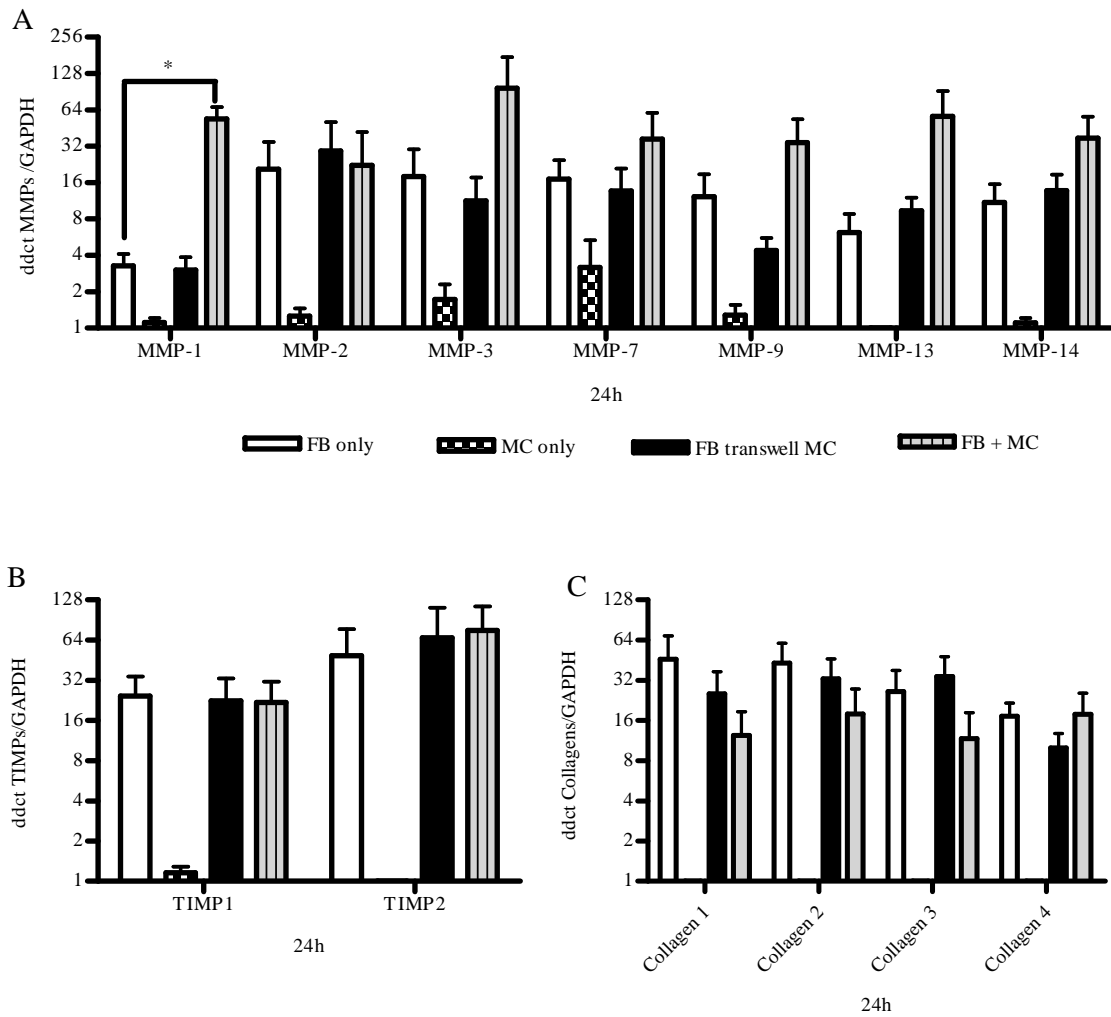 A
ddct MMPs /GAPDH
256
128
64
32
16
8
4
2
1
*
MMP-1 MMP-2 MMP-3 MMP-7 MMP-9 MMP-13 MMP-14
24h
FB only MC only FB transwell MC FB + MC
B
ddct TIMPs/GAPDH
128
64
32
16
8
4
2
1
TIMP1 TIMP2
24h
C
ddct Collagens/GAPDH
128
64
32
16
8
4
2
1
Collagen 1 Collagen 2 Collagen 3 Collagen 4
24h